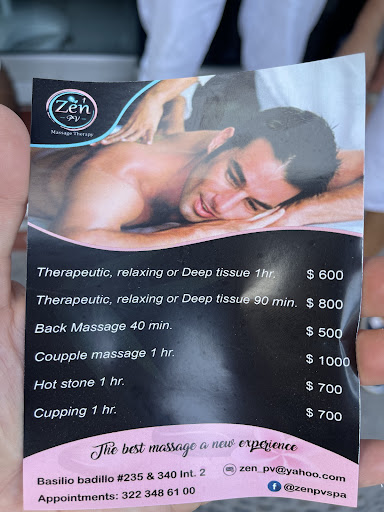 Zen
PV
Massage Therapy
Therapeutic, relaxing or Deep tissue 1hr. $ 600
Therapeutic, relaxing or Deep tissue 90 min. $ 800
Back Massage 40 min. $ 500
Coupple massage 1 hr. $ 1000
Hot stone 1 hr. $ 700
Cupping 1 hr. $ 700
The best massage a new experience
Basilio badillo #235 & 340 Int. 2 zen_pv@yahoo.com
Appointments: 322 348 61 00 @zenpvspa